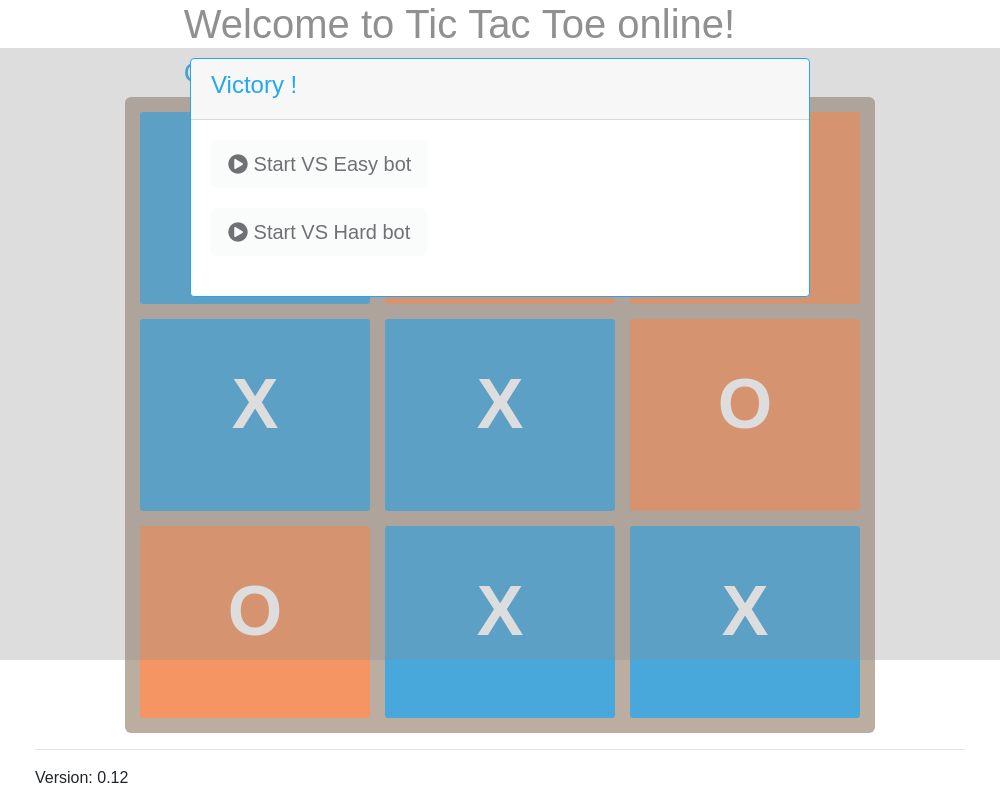 Welcome to Tic Tac Toe online!
Victory !
Start VS Easy bot
Start VS Hard bot
X X O
O X X
Version: 0.12